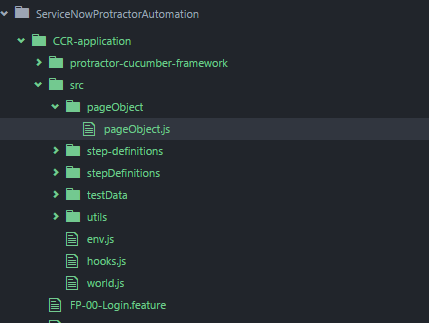 ServiceNowProtractorAutomation
CCR-application
protractor-cucumber-framework
src
pageObject
pageObject.js
step-definitions
stepDefinitions
testData
utils
env.js
hooks.js
world.js
FP-00-Login.feature